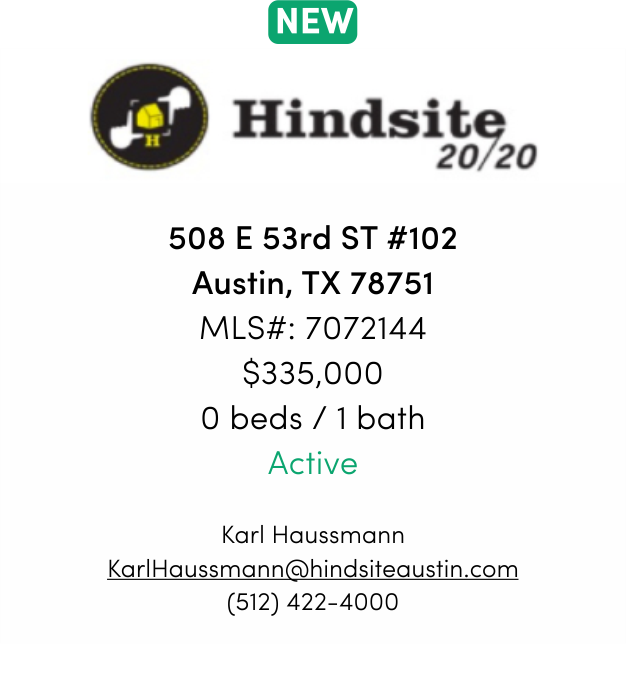 NEW
H
Hindsite
20/20
508 E 53rd ST #102
Austin, TX 78751
MLS#: 7072144
$335,000
0 beds / 1 bath
Active
Karl Haussmann
KarlHaussmann@hindsiteaustin.com
(512) 422-4000